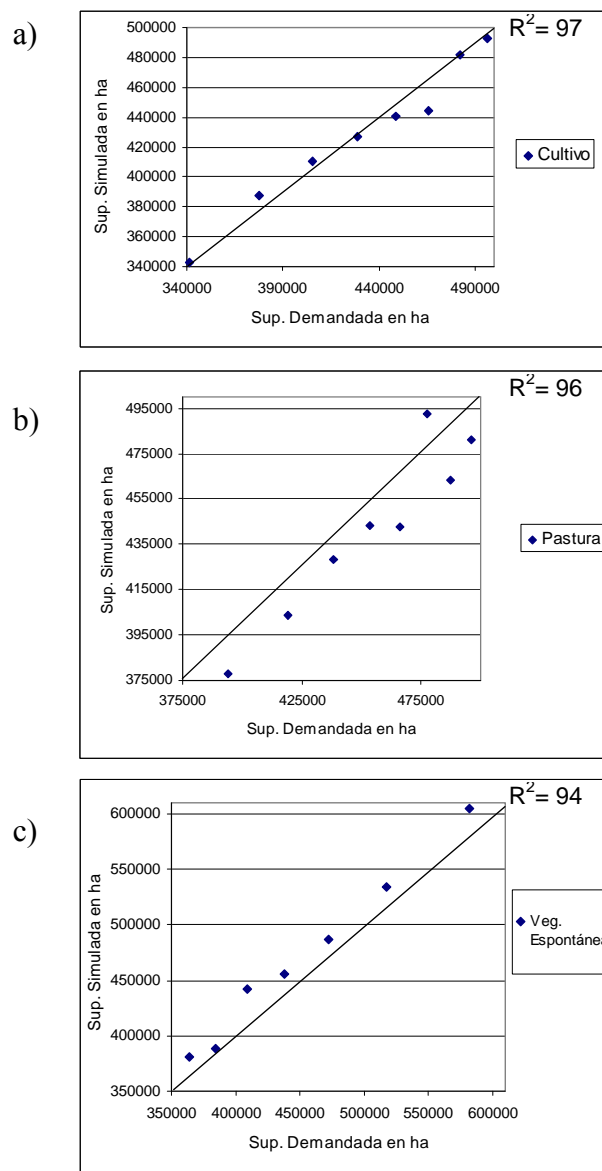 a)
R²= 97
500000
480000
460000
440000
420000
400000
380000
360000
340000
Sup. Simulada en ha
340000 390000 440000 490000
Sup. Demandada en ha
Cultivo
b)
R²= 96
495000
475000
455000
435000
415000
395000
375000
Sup. Simulada en ha
375000 425000 475000
Sup. Demandada en ha
Pastura
c)
R²= 94
600000
550000
500000
450000
400000
350000
Sup. Simulada en ha
350000 400000 450000 500000 550000 600000
Sup. Demandada en ha
Veg.
Espontánea